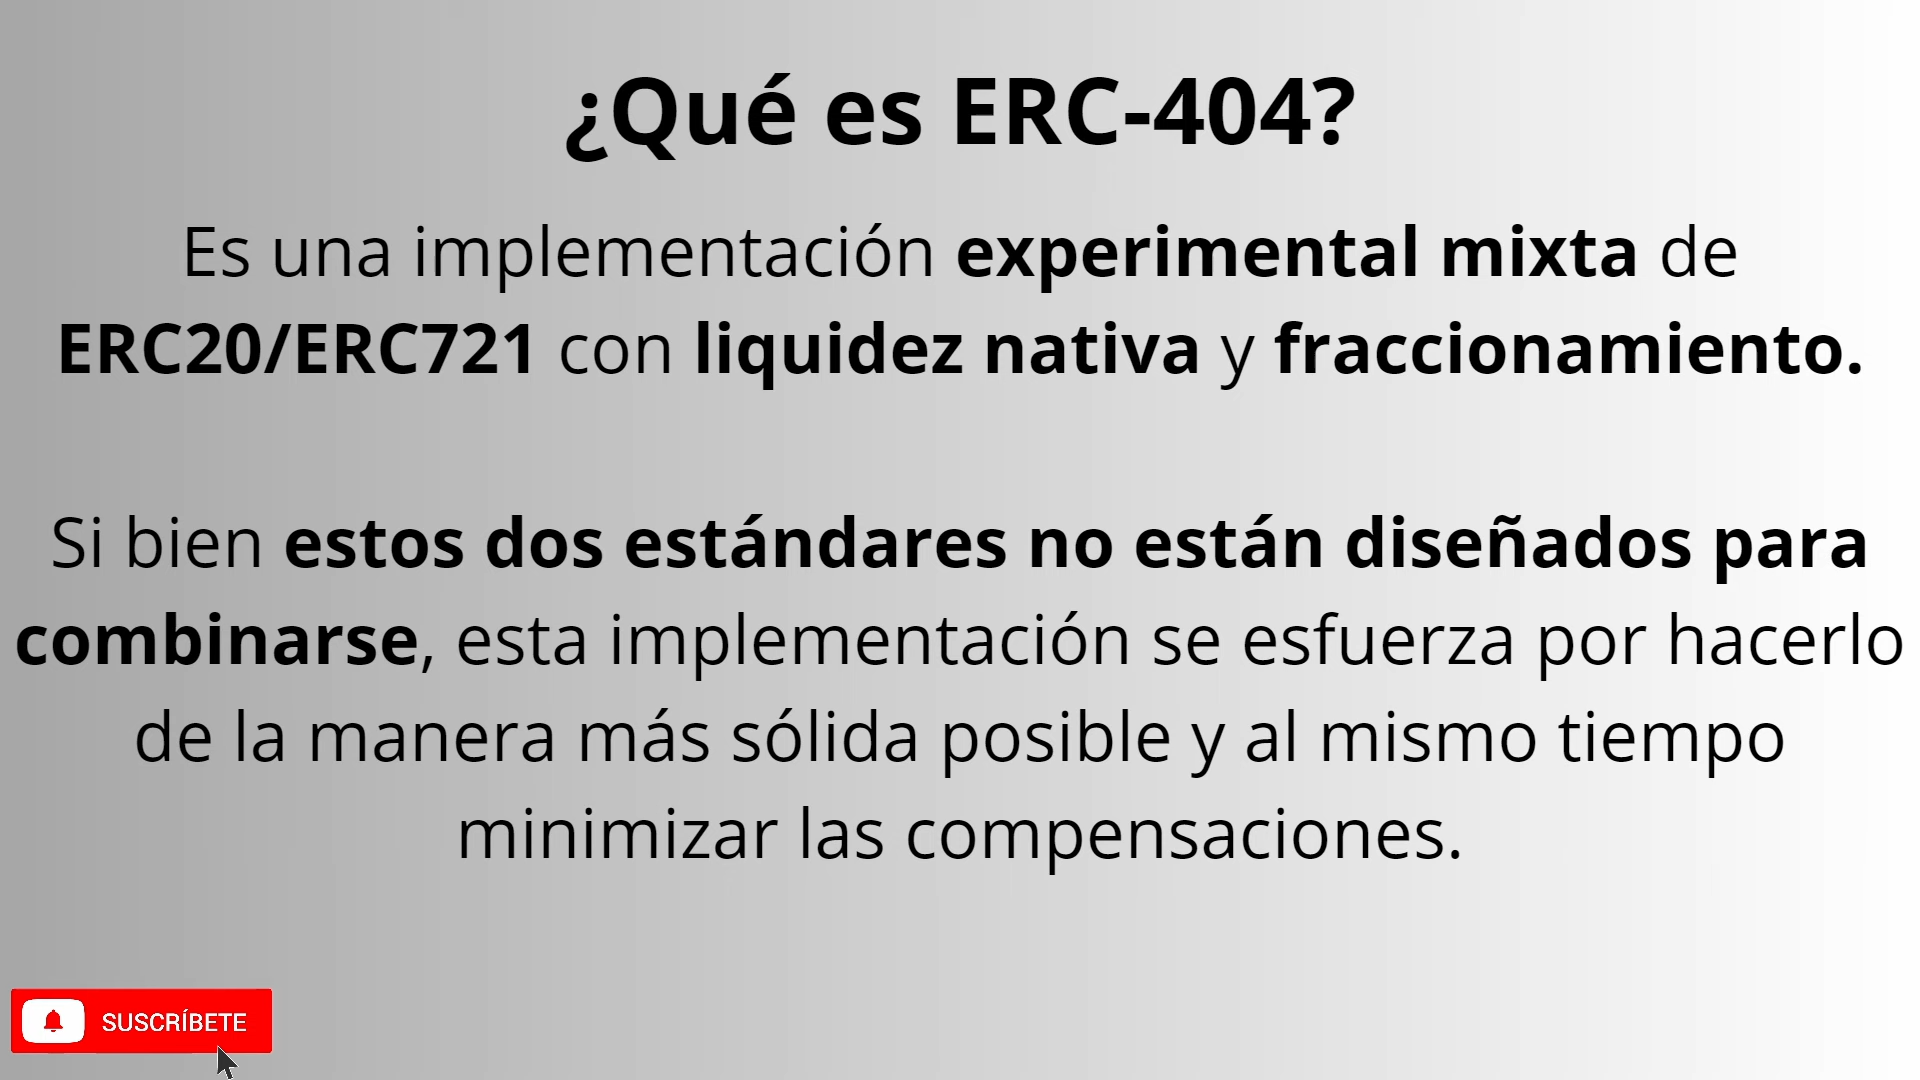 ¿Qué es ERC-404?
Es una implementación experimental mixta de
ERC20/ERC721 con liquidez nativa y fraccionamiento.
Si bien estos dos estándares no están diseñados para
combinarse, esta implementación se esfuerza por hacerlo
de la manera más sólida posible y al mismo tiempo
minimizar las compensaciones.
SUSCRÍBETE